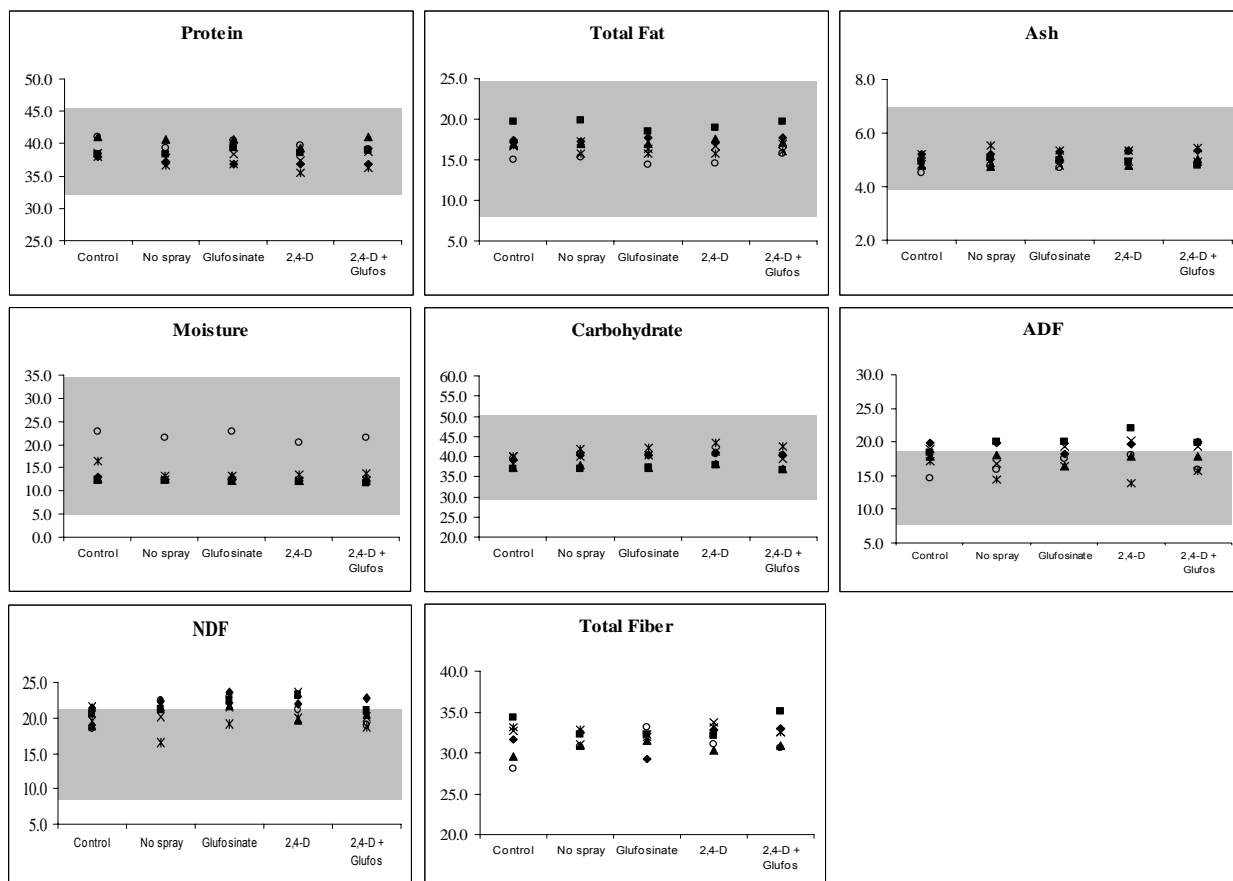 Protein
50.0
45.0
40.0
35.0
30.0
25.0
Control No spray Glufosinate 2,4-D 2,4-D +
Glufos
Total Fat
25.0
20.0
15.0
10.0
5.0
Control No spray Glufosinate 2,4-D 2,4-D +
Glufos
Ash
8.0
6.0
4.0
2.0
Control No spray Glufosinate 2,4-D 2,4-D +
Glufos
Moisture
35.0
30.0
25.0
20.0
15.0
10.0
5.0
0.0
Control No spray Glufosinate 2,4-D 2,4-D +
Glufos
Carbohydrate
60.0
55.0
50.0
45.0
40.0
35.0
30.0
25.0
20.0
Control No spray Glufosinate 2,4-D 2,4-D +
Glufos
ADF
30.0
25.0
20.0
15.0
10.0
5.0
Control No spray Glufosinate 2,4-D 2,4-D +
Glufos
NDF
25.0
20.0
15.0
10.0
5.0
Control No spray Glufosinate 2,4-D 2,4-D +
Glufos
Total Fiber
40.0
35.0
30.0
25.0
20.0
Control No spray Glufosinate 2,4-D 2,4-D +
Glufos